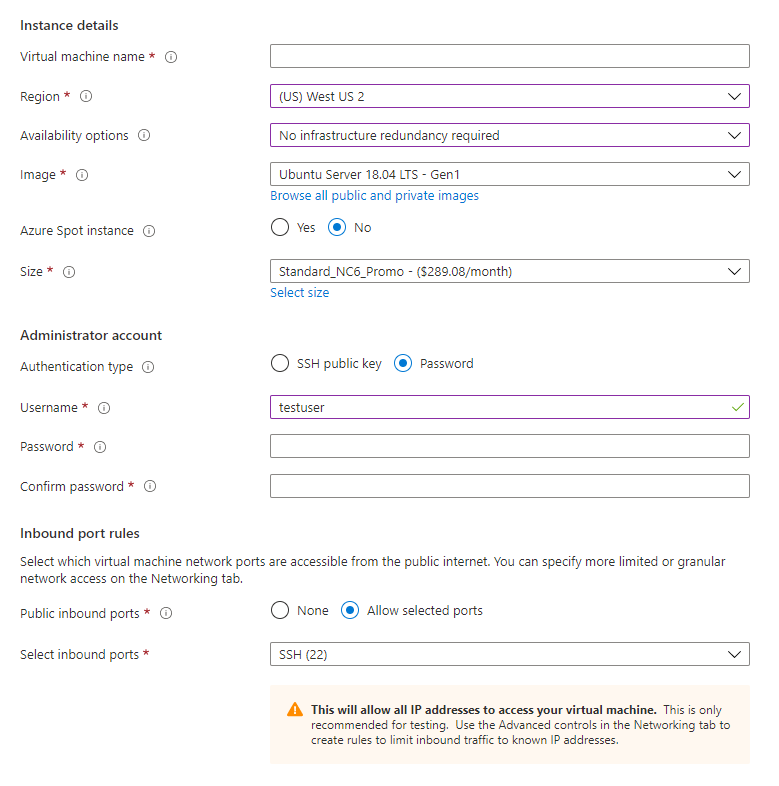 Instance details
Virtual machine name *
Region * (US) West US 2
Availability options No infrastructure redundancy required
Image * Ubuntu Server 18.04 LTS - Gen1
Browse all public and private images
Azure Spot instance Yes No
Size * Standard_NC6_Promo - ($289.08/month)
Select size
Administrator account
Authentication type SSH public key Password
Username * testuser
Password *
Confirm password *
Inbound port rules
Select which virtual machine network ports are accessible from the public internet. You can specify more limited or granular
network access on the Networking tab.
Public inbound ports * None Allow selected ports
Select inbound ports * SSH (22)
This will allow all IP addresses to access your virtual machine. This is only
recommended for testing. Use the Advanced controls in the Networking tab to
create rules to limit inbound traffic to known IP addresses.